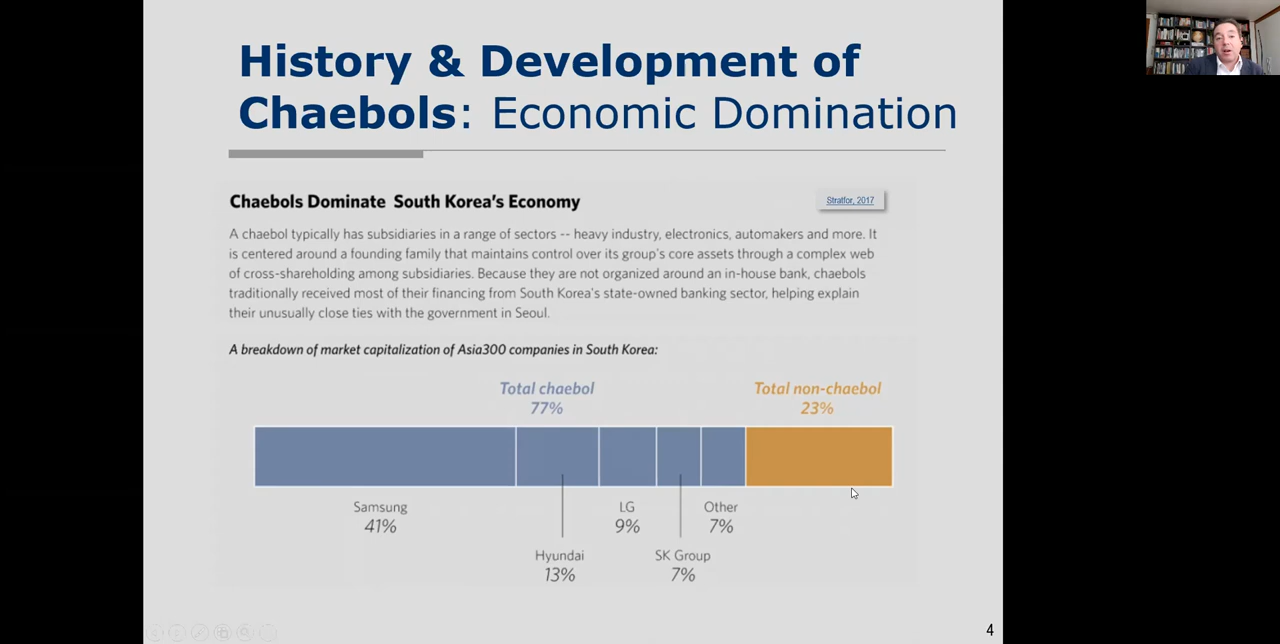 History & Development of
Chaebols: Economic Domination
Chaebols Dominate South Korea's Economy
Stratfor, 2017
A chaebol typically has subsidiaries in a range of sectors -- heavy industry, electronics, automakers and more. It
is centered around a founding family that maintains control over its group's core assets through a complex web
of cross-shareholding among subsidiaries. Because they are not organized around an in-house bank, chaebols
traditionally received most of their financing from South Korea's state-owned banking sector, helping explain
their unusually close ties with the government in Seoul.
A breakdown of market capitalization of Asia300 companies in South Korea:
Total chaebol
77%
Total non-chaebol
23%
Samsung
41%
Hyundai
13%
LG
9%
SK Group
7%
Other
7%
4